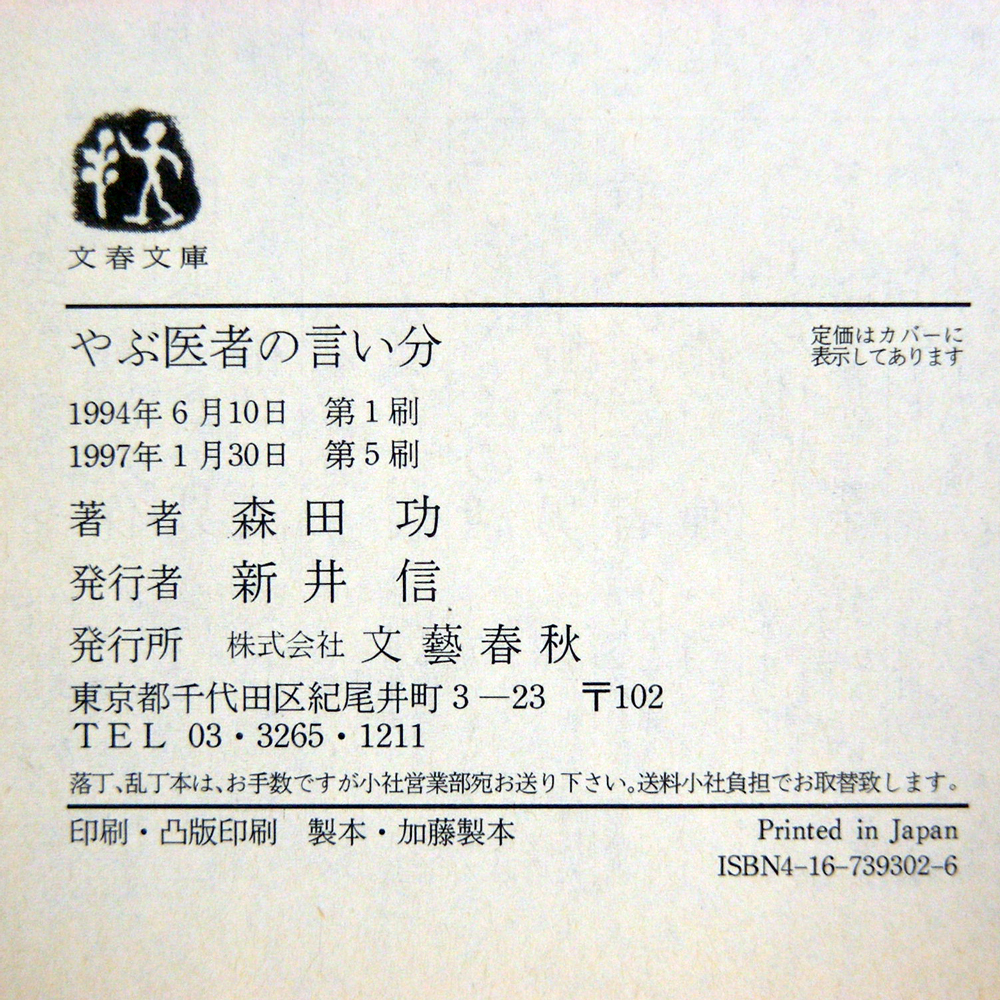 文春文庫
やぶ医者の言い分
定価はカバーに
表示してあります
1994年6月10日　第1刷
1997年1月30日　第5刷
著　者　森田　功
発行者　新井　信
発行所　株式会社 文藝春秋
東京都千代田区紀尾井町3―23　〒102
TEL 03・3265・1211
落丁、乱丁本は、お手数ですが小社営業部宛お送り下さい。送料小社負担でお取替致します。
印刷・凸版印刷　製本・加藤製本
Printed in Japan
ISBN4-16-739302-6